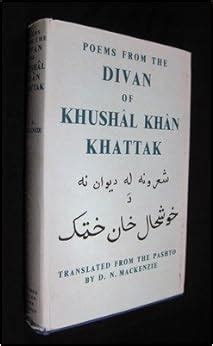 POEMS FROM THE
DIVAN
OF
KHUSHÂL KHÂN
KHATTAK
شعرونه له ديوان نه
د
خوشحال خان خټک
TRANSLATED FROM THE PASHTO
BY D. N. MACKENZIE